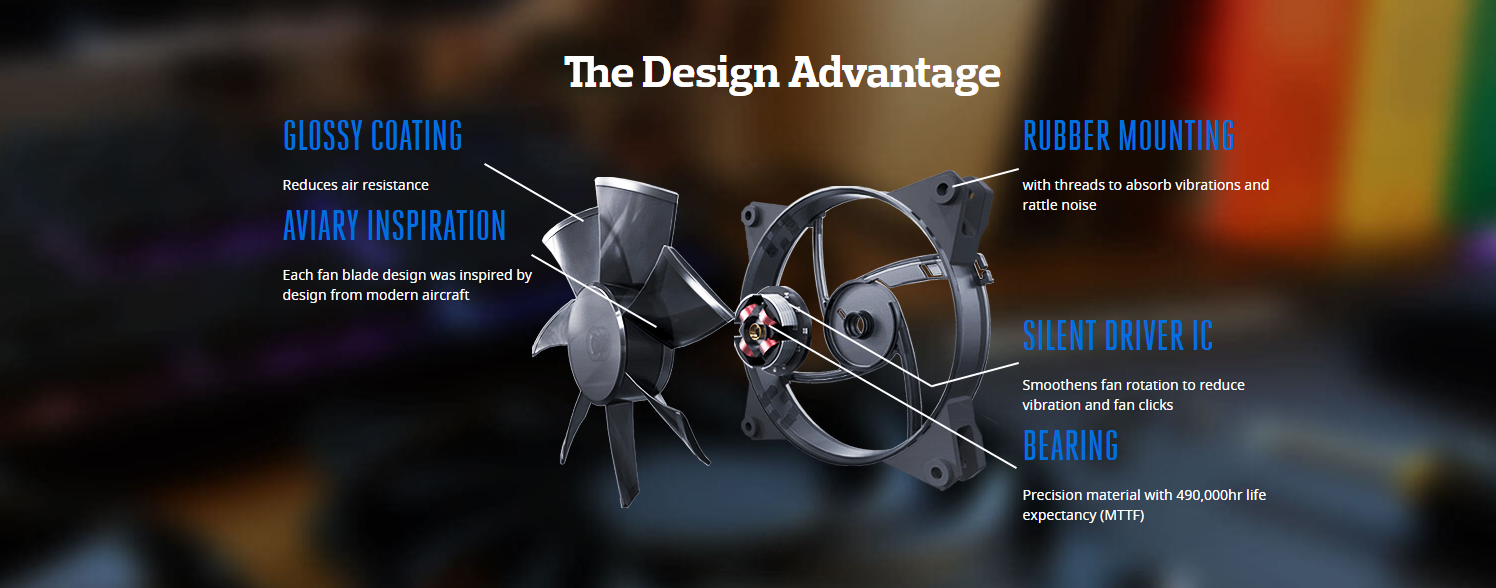 The Design Advantage
GLOSSY COATING
Reduces air resistance
AVIARY INSPIRATION
Each fan blade design was inspired by
design from modern aircraft
RUBBER MOUNTING
with threads to absorb vibrations and
rattle noise
SILENT DRIVER IC
Smoothens fan rotation to reduce
vibration and fan clicks
BEARING
Precision material with 490,000hr life
expectancy (MTTF)